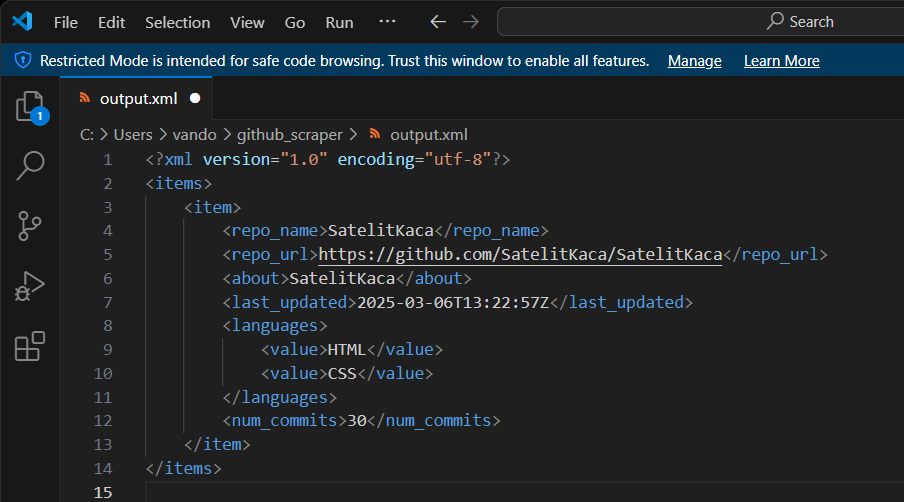 File Edit Selection View Go Run ··· Search
Restricted Mode is intended for safe code browsing. Trust this window to enable all features. Manage Learn More
1
output.xml
C: > Users > vando > github_scraper > output.xml
1 <?xml version="1.0" encoding="utf-8"?>
2 <items>
3 <item>
4 <repo_name>SatelitKaca</repo_name>
5 <repo_url>https://github.com/SatelitKaca/SatelitKaca</repo_url>
6 <about>SatelitKaca</about>
7 <last_updated>2025-03-06T13:22:57Z</last_updated>
8 <languages>
9 <value>HTML</value>
10 <value>CSS</value>
11 </languages>
12 <num_commits>30</num_commits>
13 </item>
14 </items>
15